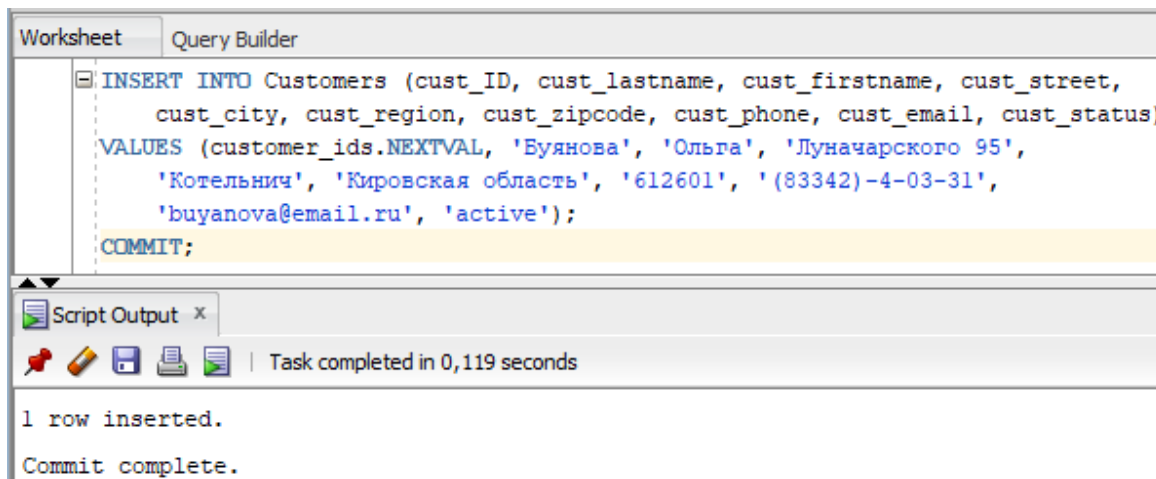 Worksheet Query Builder
INSERT INTO Customers (cust_ID, cust_lastname, cust_firstname, cust_street,
cust_city, cust_region, cust_zipcode, cust_phone, cust_email, cust_status)
VALUES (customer_ids.NEXTVAL, 'Буянова', 'Ольга', 'Луначарского 95',
'Котельнич', 'Кировская область', '612601', '(83342)-4-03-31',
'buyanova@email.ru', 'active');
COMMIT;
Script Output x
Task completed in 0,119 seconds
1 row inserted.
Commit complete.